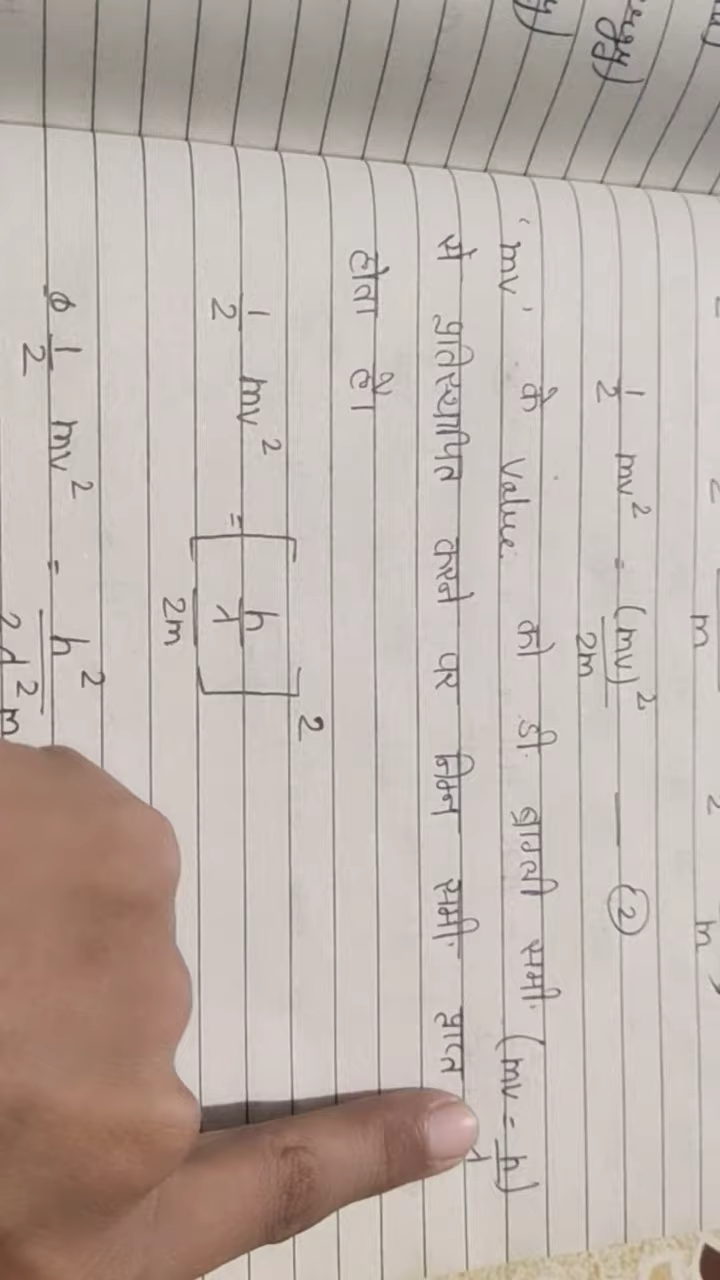 ½ mv² = (mv)²/2m — ②
'mv' के value. को डी. ब्रागली समी. (mv = h/λ)
से प्रतिस्थापित करने पर निम्न समी. प्राप्त
होता है।
½ mv² = [h/λ]²/2m
½ mv² = h²/2λ²m